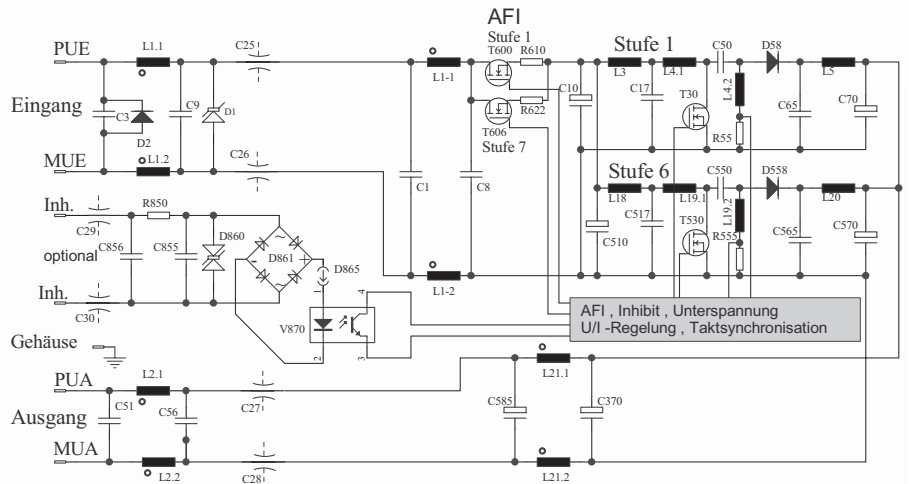 AFI
Stufe 1
PUE
L1.1
C25
L1-1
T600
R610
Stufe 1
C50
D58
L3
L4.1
L5
Eingang
C3
D2
C9
D1
C10
C17
T30
L4.2
R55
C65
C70
R622
T606
Stufe 7
MUE
L1.2
C26
C1
C8
Stufe 6
C550
D558
L18
L19.1
L20
Inh.
R850
C29
optional
C856
C855
D860
D861
D865
C510
C517
T530
L19.2
R555
C565
C570
L1-2
Inh.
C30
1
4
V870
2
3
AFI , Inhibit , Unterspannung
U/I -Regelung , Taktsynchronisation
Gehäuse
PUA
L2.1
C27
L21.1
Ausgang
C51
C56
C585
C370
MUA
L2.2
C28
L21.2